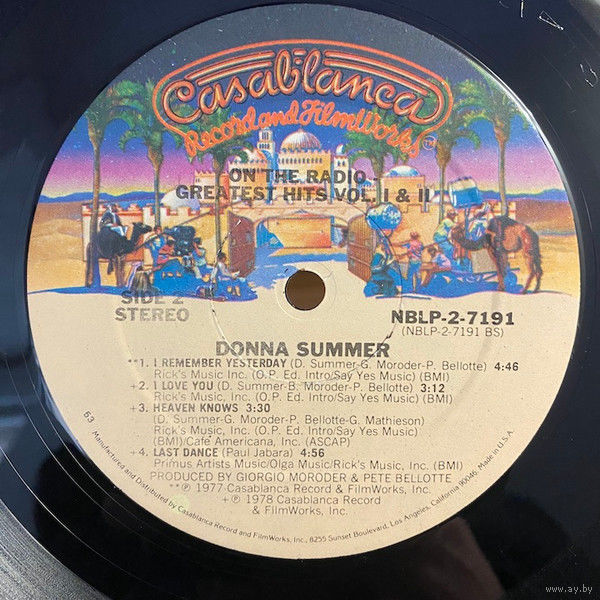 Casablanca
Record and FilmWorks
TM
ON THE RADIO -
GREATEST HITS VOL. I & II
SIDE 2
STEREO
NBLP-2-7191
(NBLP-2-7191 BS)
DONNA SUMMER
**1. I REMEMBER YESTERDAY (D. Summer-G. Moroder-P. Bellotte) 4:46
Rick's Music Inc. (O.P. Ed. Intro/Say Yes Music) (BMI)
+2. I LOVE YOU (D. Summer-B. Moroder-P. Bellotte) 3:12
Rick's Music, Inc. (O.P. Ed. Intro/Say Yes Music) (BMI)
+3. HEAVEN KNOWS 3:30
(D. Summer-G. Moroder-P. Bellotte-G. Mathieson)
Rick's Music, Inc. (O.P. Ed. Intro/Say Yes Music)
(BMI)/Cafe Americana, Inc. (ASCAP)
+4. LAST DANCE (Paul Jabara) 4:56
Primus Artists Music/Olga Music/Rick's Music, Inc. (BMI)
PRODUCED BY GIORGIO MORODER & PETE BELLOTTE
**℗ 1977 Casablanca Record & FilmWorks, Inc.
+℗ 1978 Casablanca Record
& FilmWorks, Inc.
63
Manufactured and Distributed by Casablanca Record and FilmWorks, Inc., 8255 Sunset Boulevard, Los Angeles, California 90046. Made in U.S.A.
www.ay.by